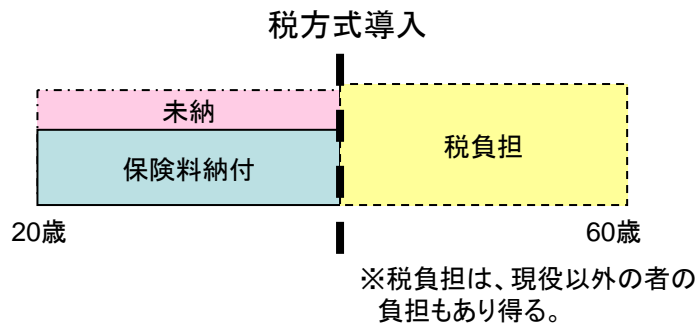 税方式導入
未納
保険料納付
税負担
20歳
60歳
※税負担は、現役以外の者の
負担もあり得る。